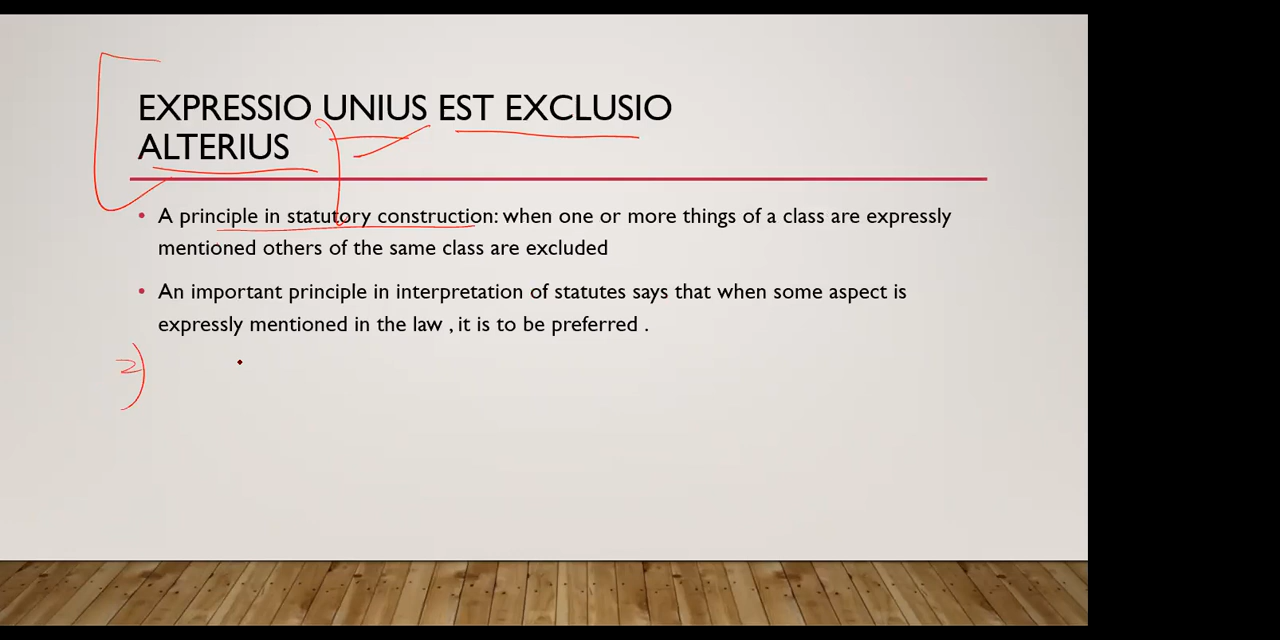 EXPRESSIO UNIUS EST EXCLUSIO
ALTERIUS
• A principle in statutory construction: when one or more things of a class are expressly
mentioned others of the same class are excluded
• An important principle in interpretation of statutes says that when some aspect is
expressly mentioned in the law , it is to be preferred .
2)